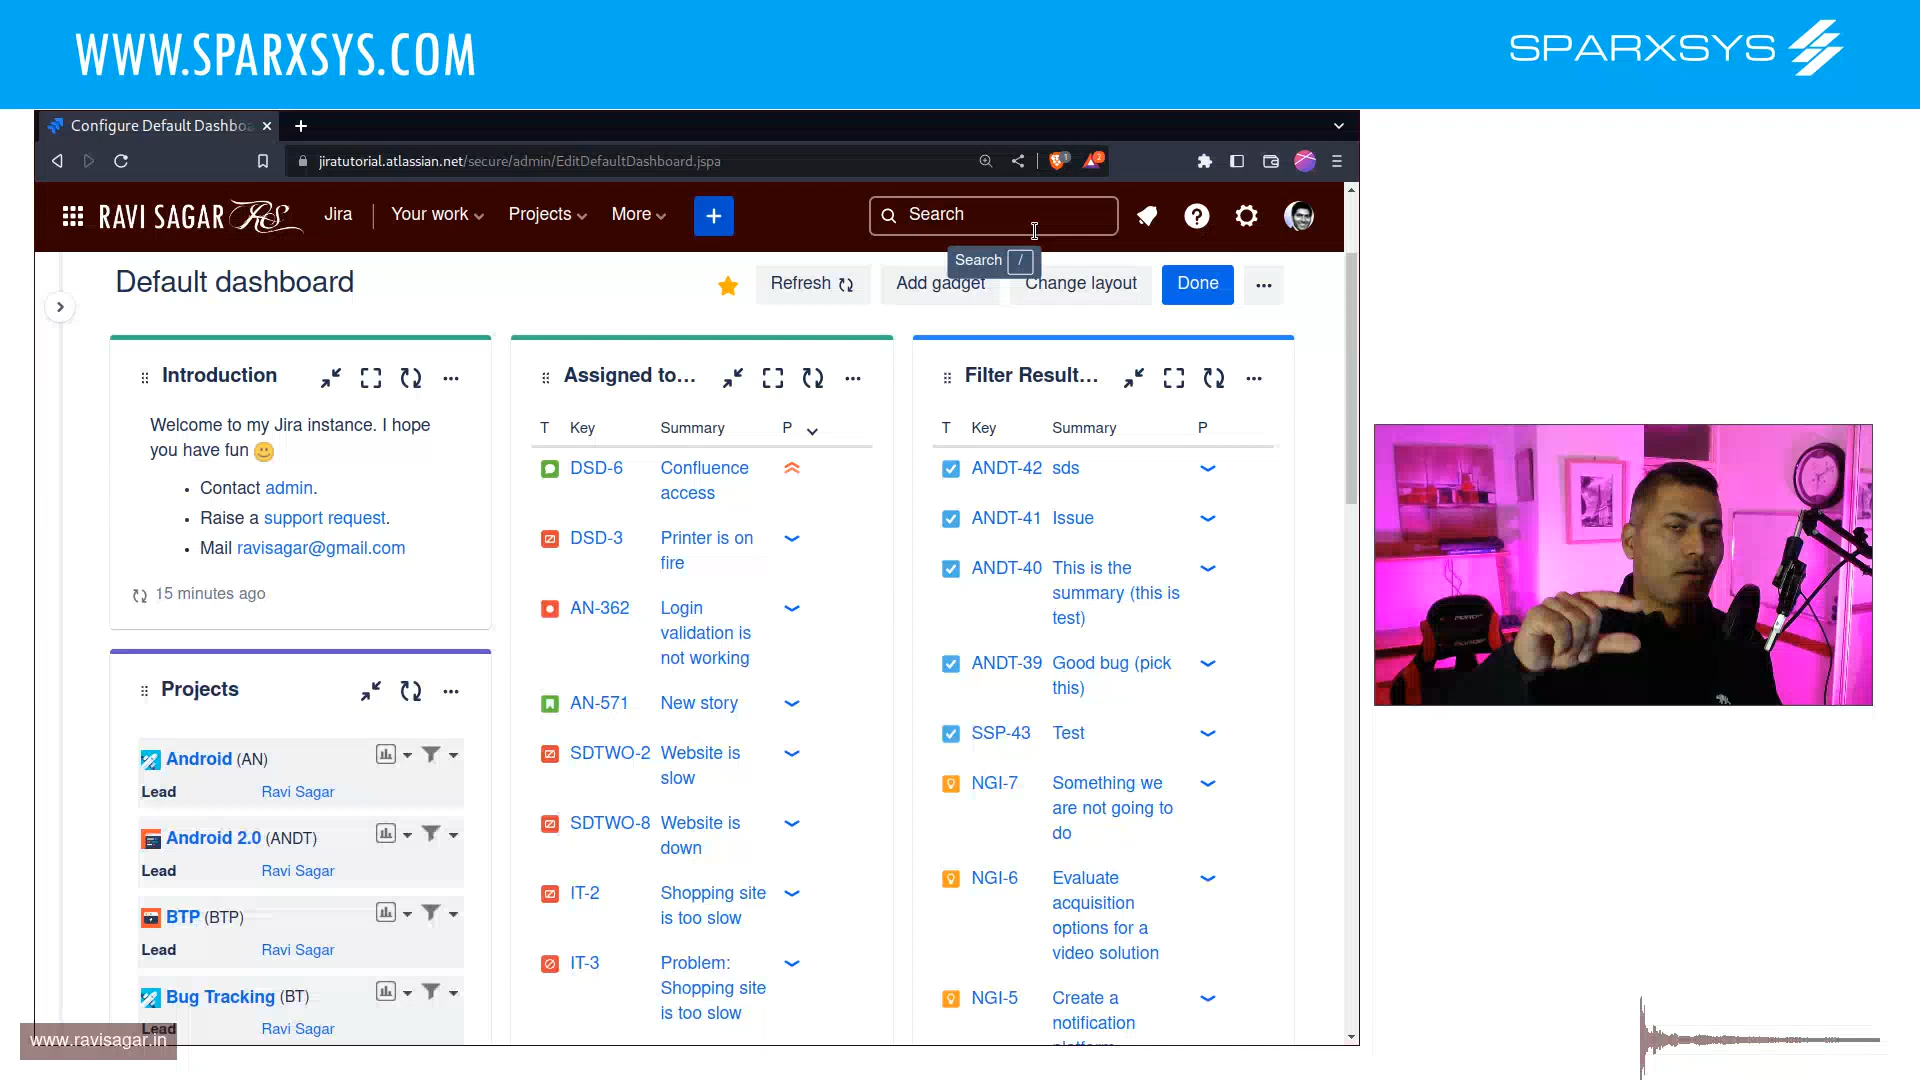 WWW.SPARXSYS.COM
SPARXSYS
Configure Default Dashboa
jiratutorial.atlassian.net/secure/admin/EditDefaultDashboard.jspa
1
2
RAVI SAGAR RS
Jira
Your work
Projects
More
Search
Search /
Default dashboard
Refresh
Add gadget
Change layout
Done
Introduction
Welcome to my Jira instance. I hope
you have fun
Contact admin.
Raise a support request.
Mail ravisagar@gmail.com
15 minutes ago
Projects
Android (AN)
Lead Ravi Sagar
Android 2.0 (ANDT)
Lead Ravi Sagar
BTP (BTP)
Lead Ravi Sagar
Bug Tracking (BT)
Lead Ravi Sagar
www.ravisagar.in
Assigned to...
T Key Summary P
DSD-6 Confluence
access
DSD-3 Printer is on
fire
AN-362 Login
validation is
not working
AN-571 New story
SDTWO-2 Website is
slow
SDTWO-8 Website is
down
IT-2 Shopping site
is too slow
IT-3 Problem:
Shopping site
is too slow
Filter Result...
T Key Summary P
ANDT-42 sds
ANDT-41 Issue
ANDT-40 This is the
summary (this is
test)
ANDT-39 Good bug (pick
this)
SSP-43 Test
NGI-7 Something we
are not going to
do
NGI-6 Evaluate
acquisition
options for a
video solution
NGI-5 Create a
notification